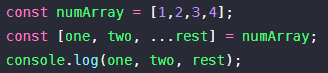 const numArray = [1,2,3,4];
const [one, two, ...rest] = numArray;
console.log(one, two, rest);